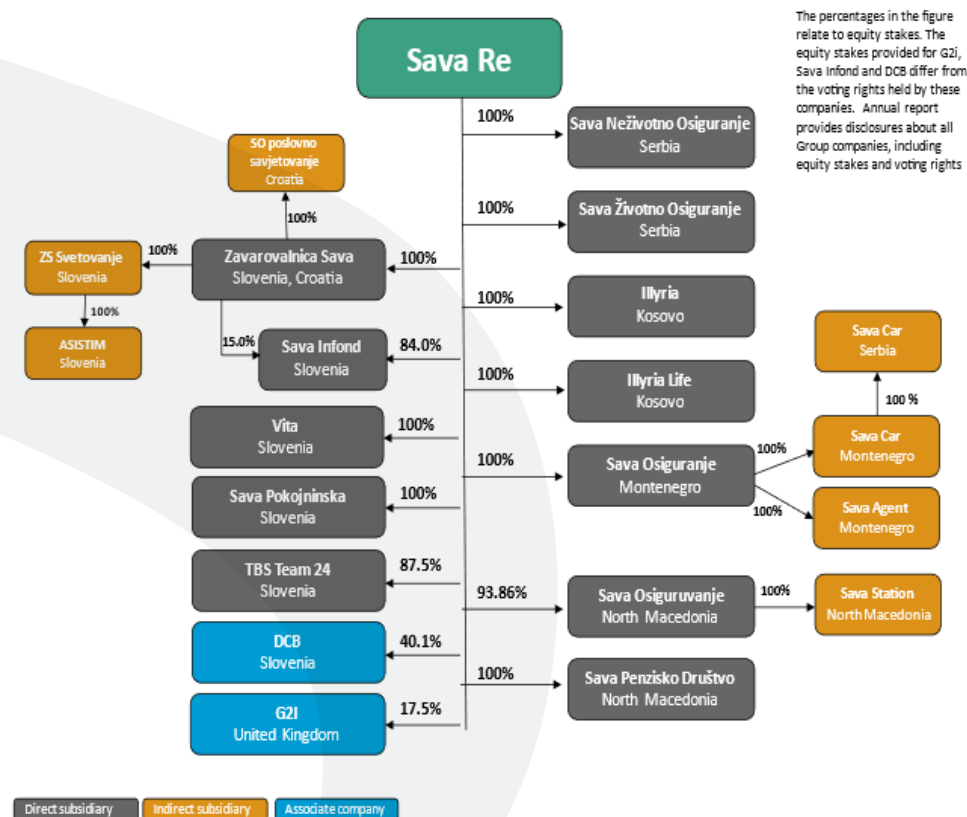 The percentages in the figure
relate to equity stakes. The
equity stakes provided for G2i,
Sava Infond and DCB differ from
the voting rights held by these
companies. Annual report
provides disclosures about all
Group companies, including
equity stakes and voting rights
Sava Re
100%
Sava Neživotno Osiguranje
Serbia
SO poslovno
savjetovanje
Croatia
100%
100%
Sava Životno Osiguranje
Serbia
ZS Svetovanje
Slovenia
100%
Zavarovalnica Sava
Slovenia, Croatia
100%
100%
Illyria
Kosovo
100%
ASISTIM
Slovenia
15.0%
Sava Infond
Slovenia
84.0%
100%
Illyria Life
Kosovo
Sava Car
Serbia
100 %
Vita
Slovenia
100%
100%
Sava Osiguranje
Montenegro
100%
Sava Car
Montenegro
100%
Sava Agent
Montenegro
Sava Pokojninska
Slovenia
100%
TBS Team 24
Slovenia
87.5%
93.86%
Sava Osiguruvanje
North Macedonia
100%
Sava Station
North Macedonia
DCB
Slovenia
40.1%
100%
Sava Penzisko Društvo
North Macedonia
G2I
United Kingdom
17.5%
Direct subsidiary
Indirect subsidiary
Associate company